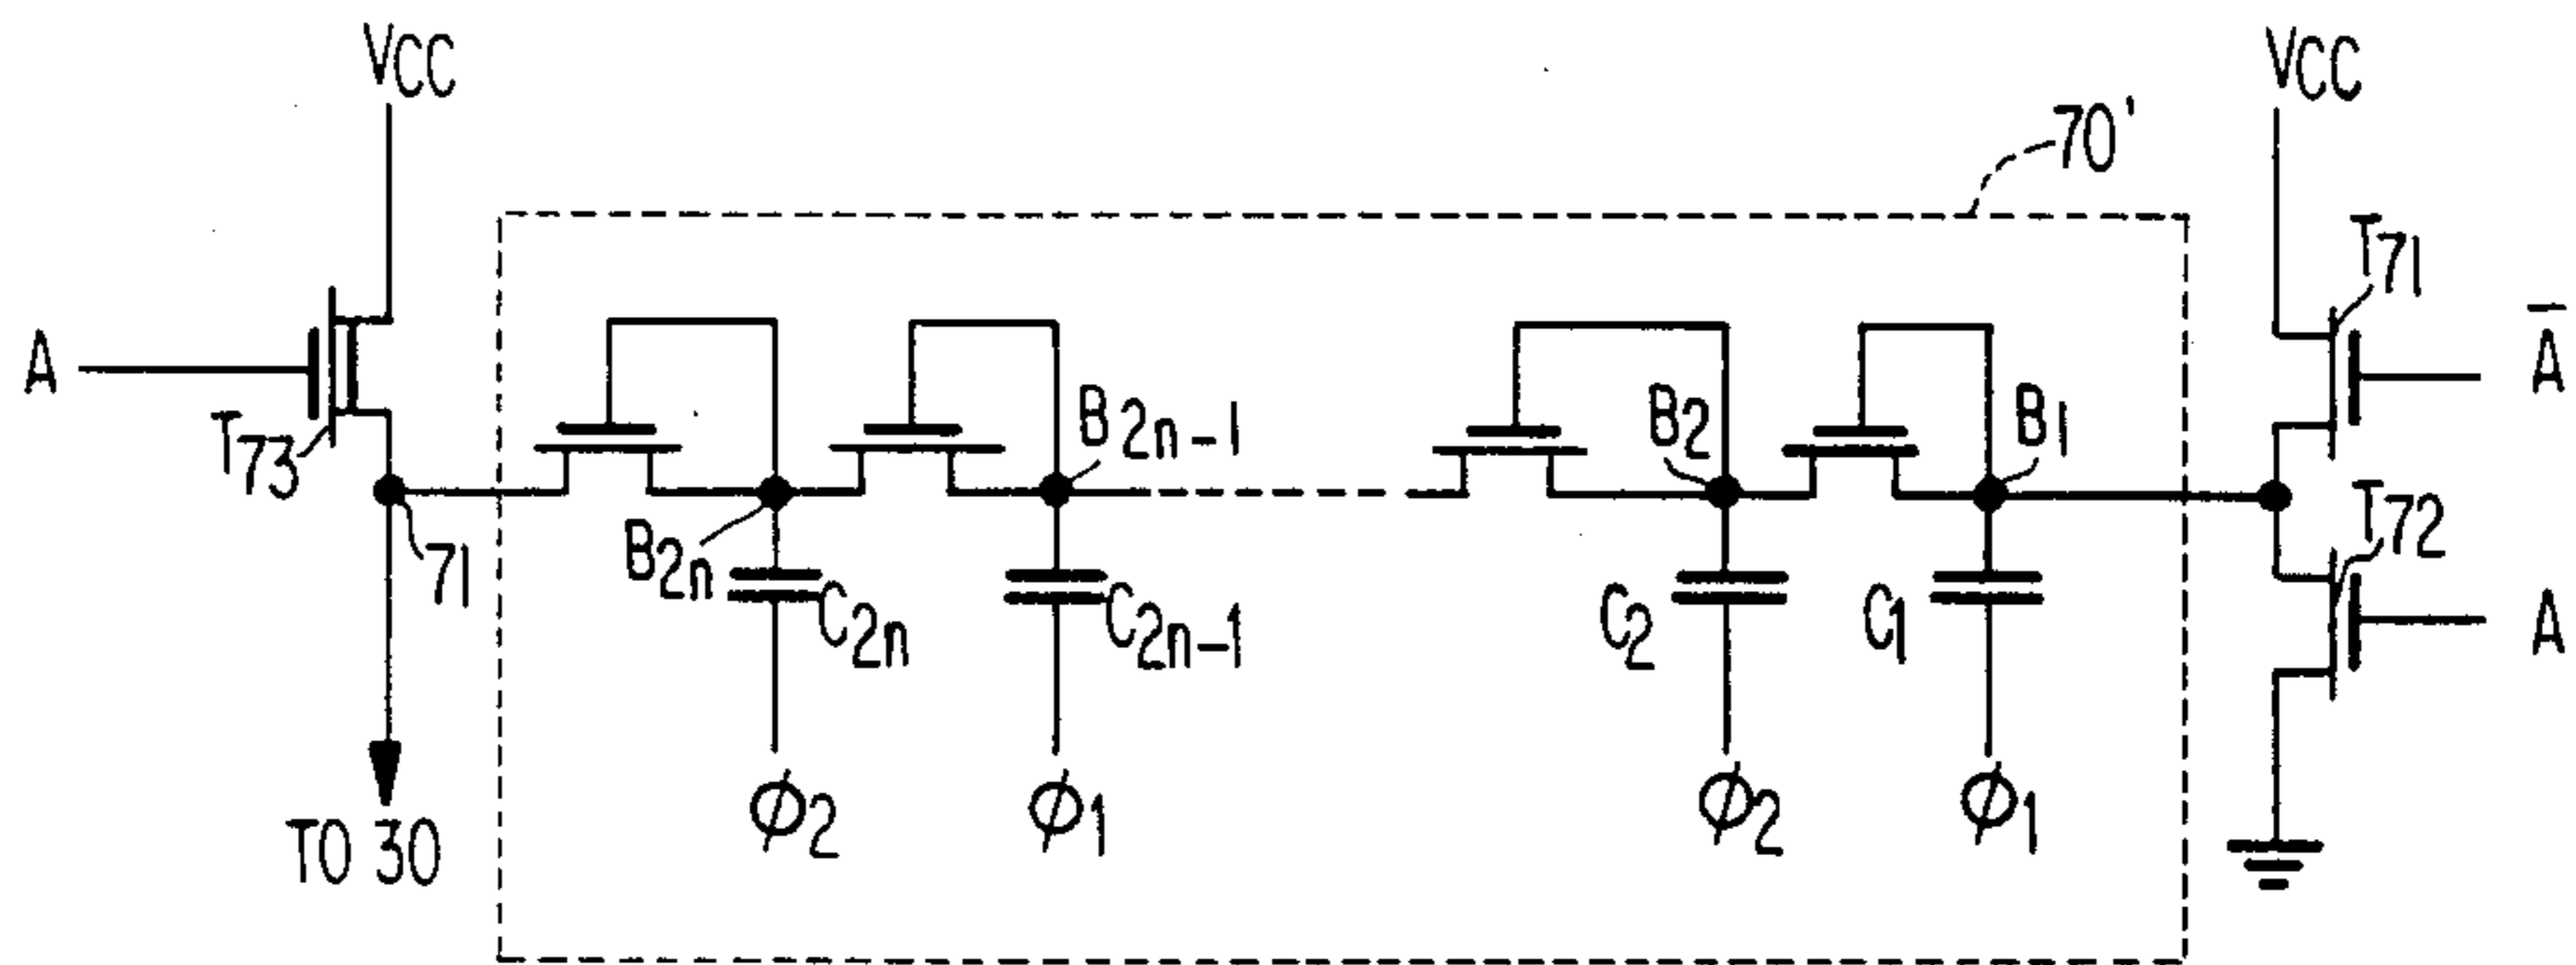 VCC
VCC
70'
T71
A
T73
A̅
B2n-1
B2
B1
71
B2n
C2n
C2n-1
C2
C1
T72
A
ϕ2
ϕ1
ϕ2
ϕ1
TO 30